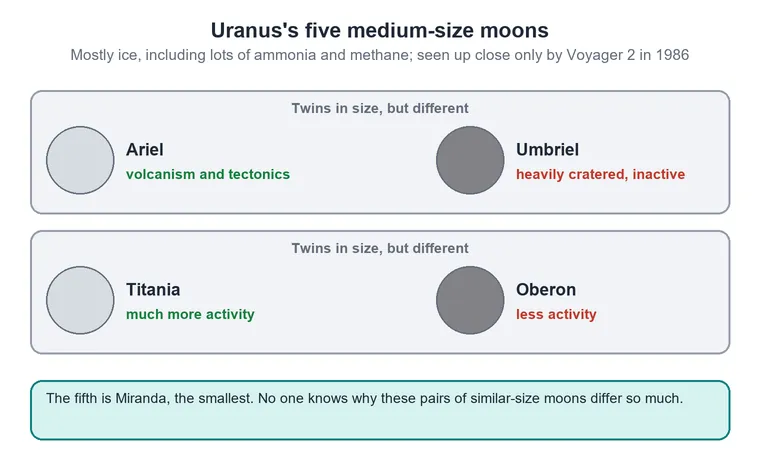 Uranus's five medium-size moons
Mostly ice, including lots of ammonia and methane; seen up close only by Voyager 2 in 1986
Twins in size, but different
Ariel
volcanism and tectonics
Umbriel
heavily cratered, inactive
Twins in size, but different
Titania
much more activity
Oberon
less activity
The fifth is Miranda, the smallest. No one knows why these pairs of similar-size moons differ so much.